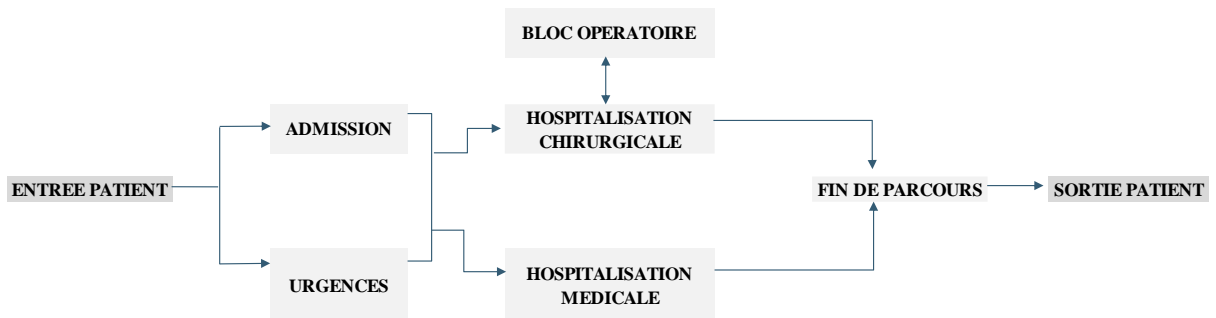 BLOC OPERATOIRE
ADMISSION
HOSPITALISATION
CHIRURGICALE
ENTREE PATIENT
FIN DE PARCOURS
SORTIE PATIENT
URGENCES
HOSPITALISATION
MEDICALE